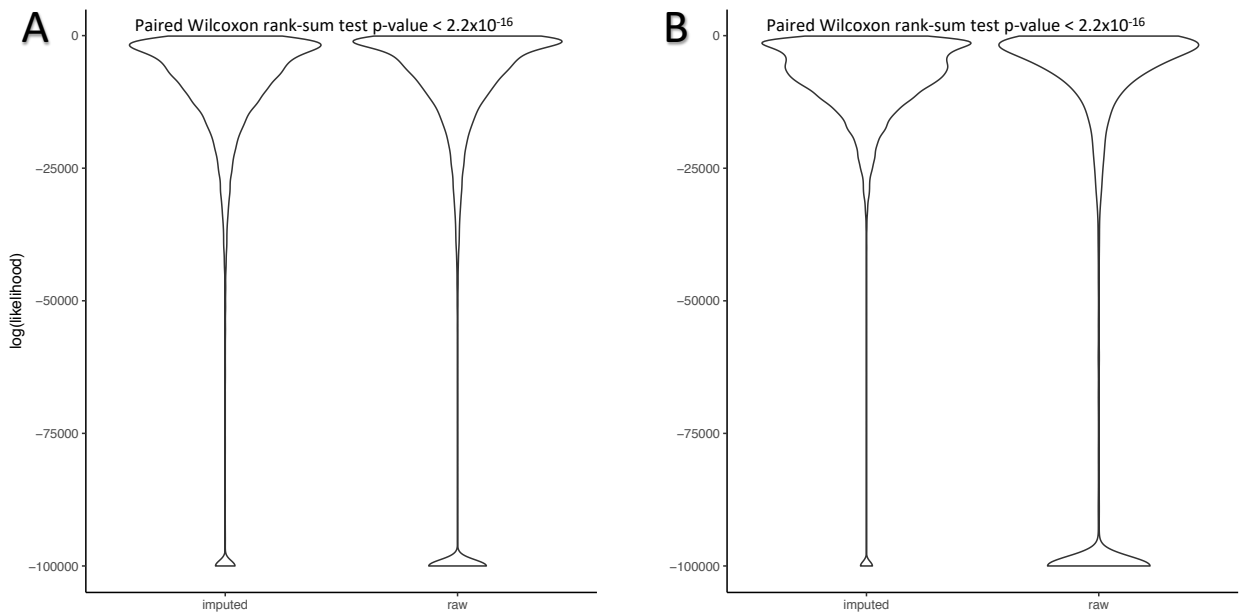 A
Paired Wilcoxon rank-sum test p-value < 2.2x10⁻¹⁶
0
−25000
−50000
−75000
−100000
log(likelihood)
imputed
raw
B
Paired Wilcoxon rank-sum test p-value < 2.2x10⁻¹⁶
0
−25000
−50000
−75000
−100000
imputed
raw